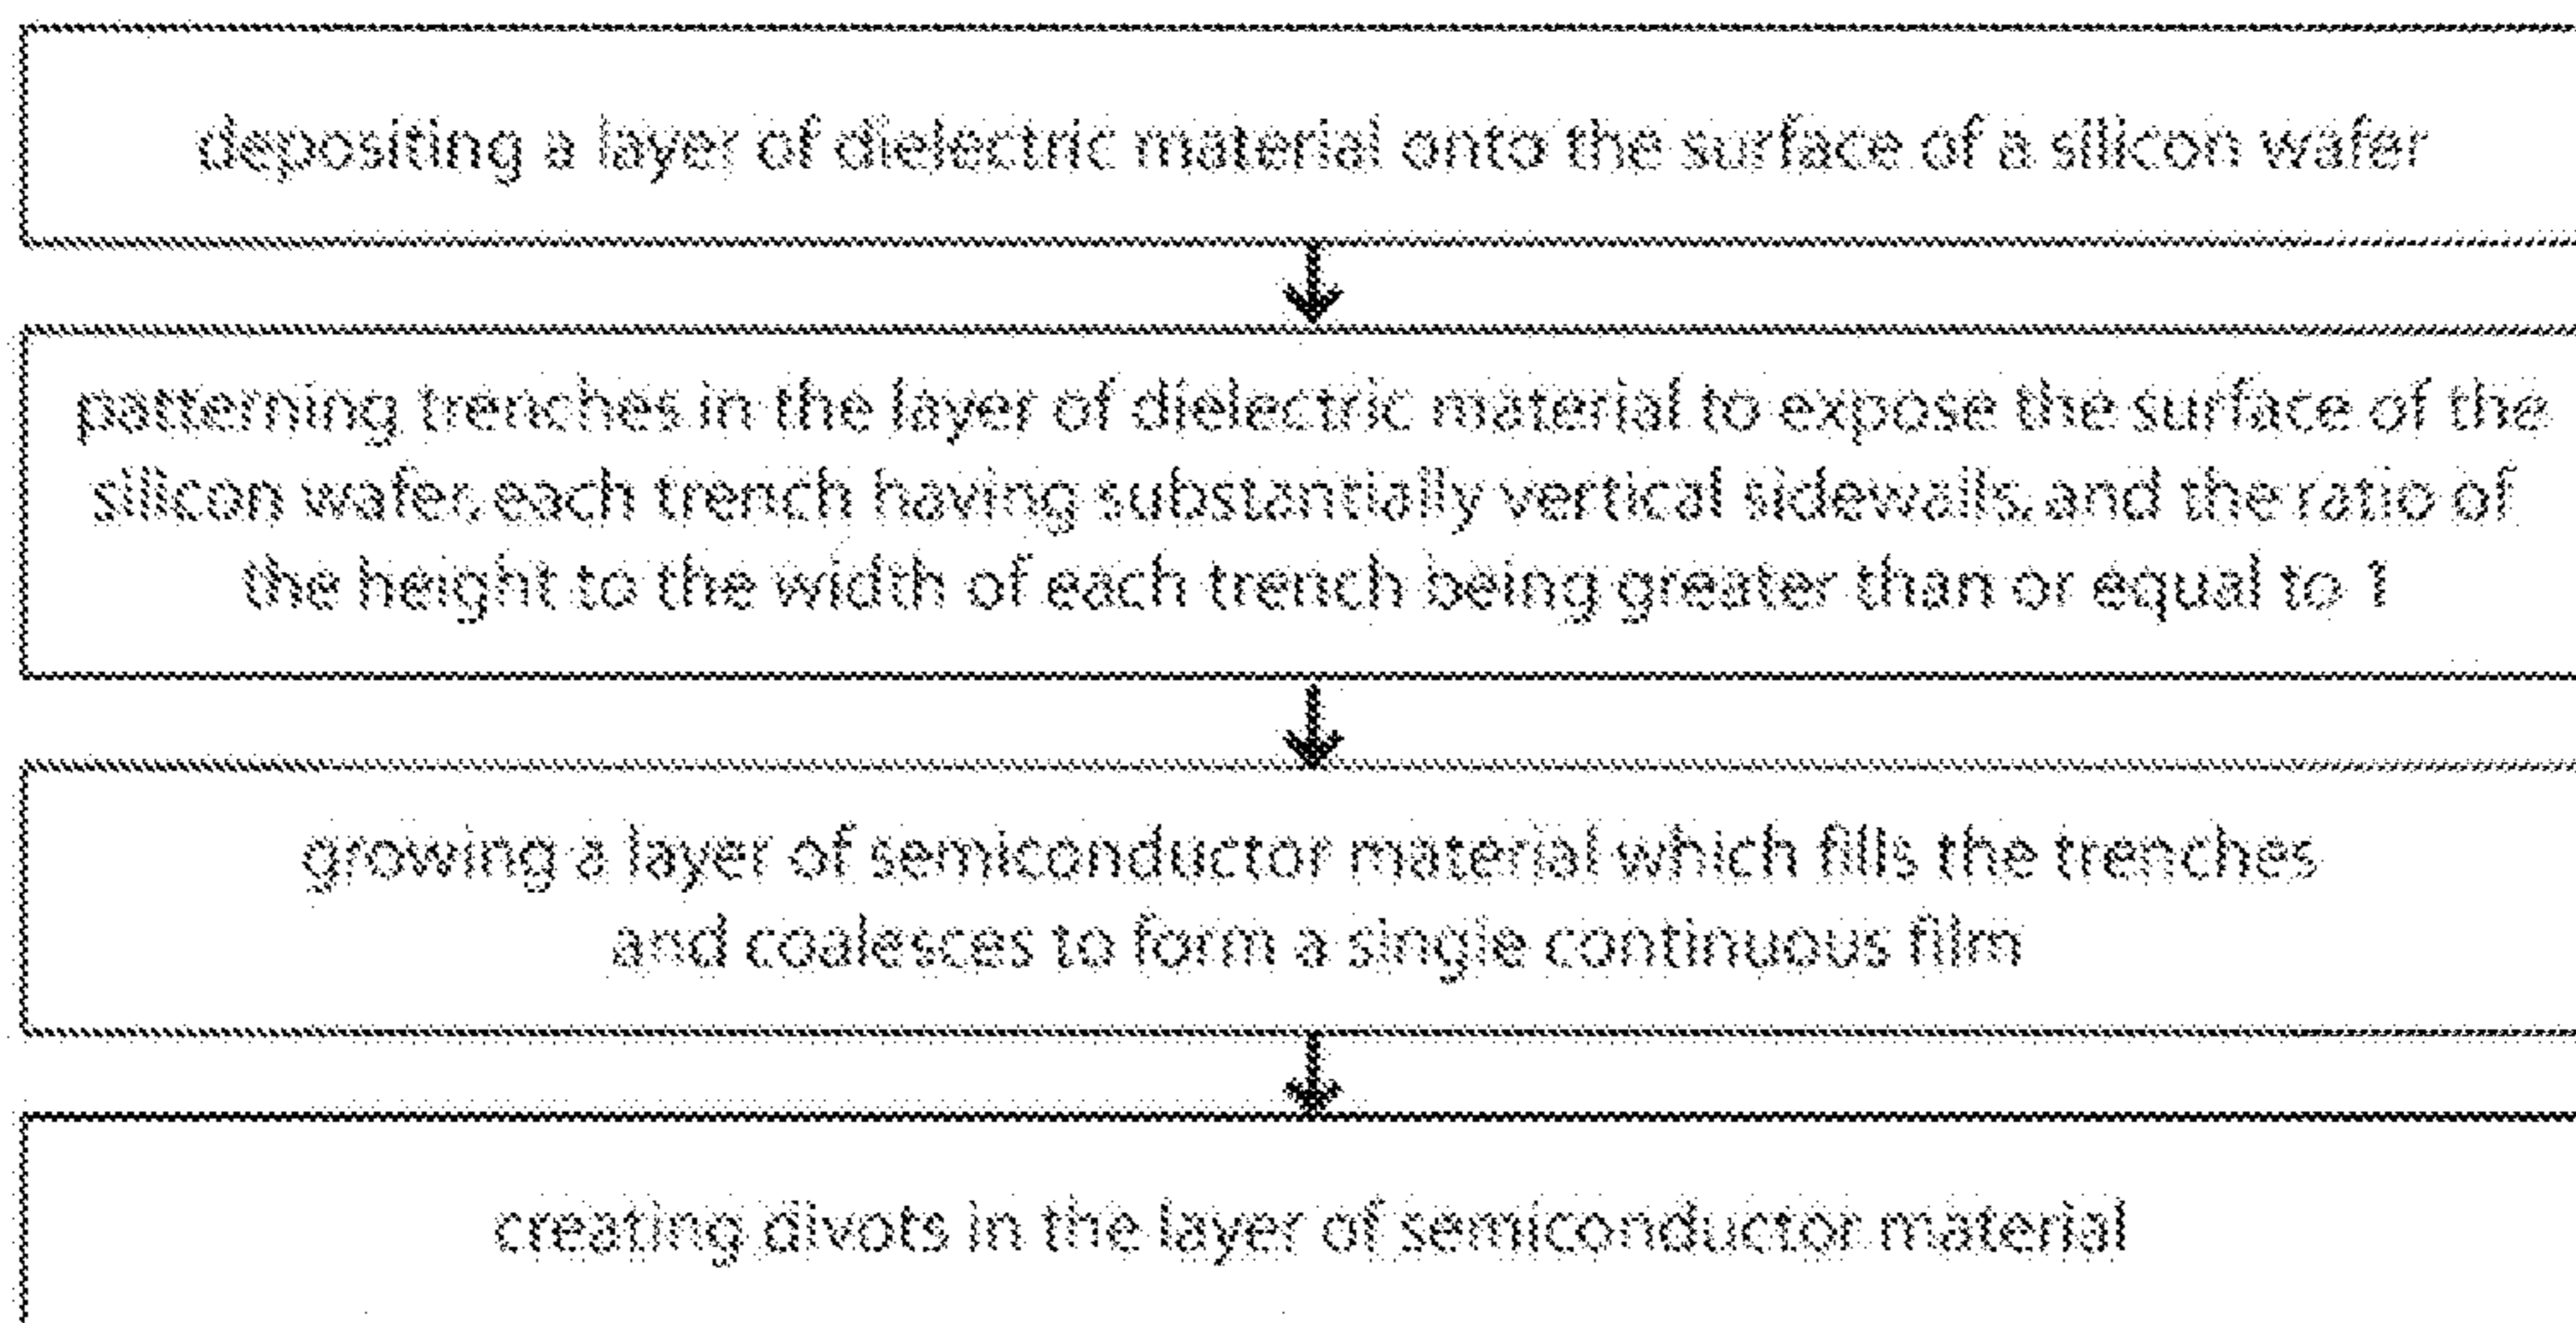 depositing a layer of dielectric material onto the surface of a silicon wafer
patterning trenches in the layer of dielectric material to expose the surface of the
silicon wafer, each trench having substantially vertical sidewalls, and the ratio of
the height to the width of each trench being greater than or equal to 1
growing a layer of semiconductor material which fills the trenches
and coalesces to form a single continuous film
creating divots in the layer of semiconductor material